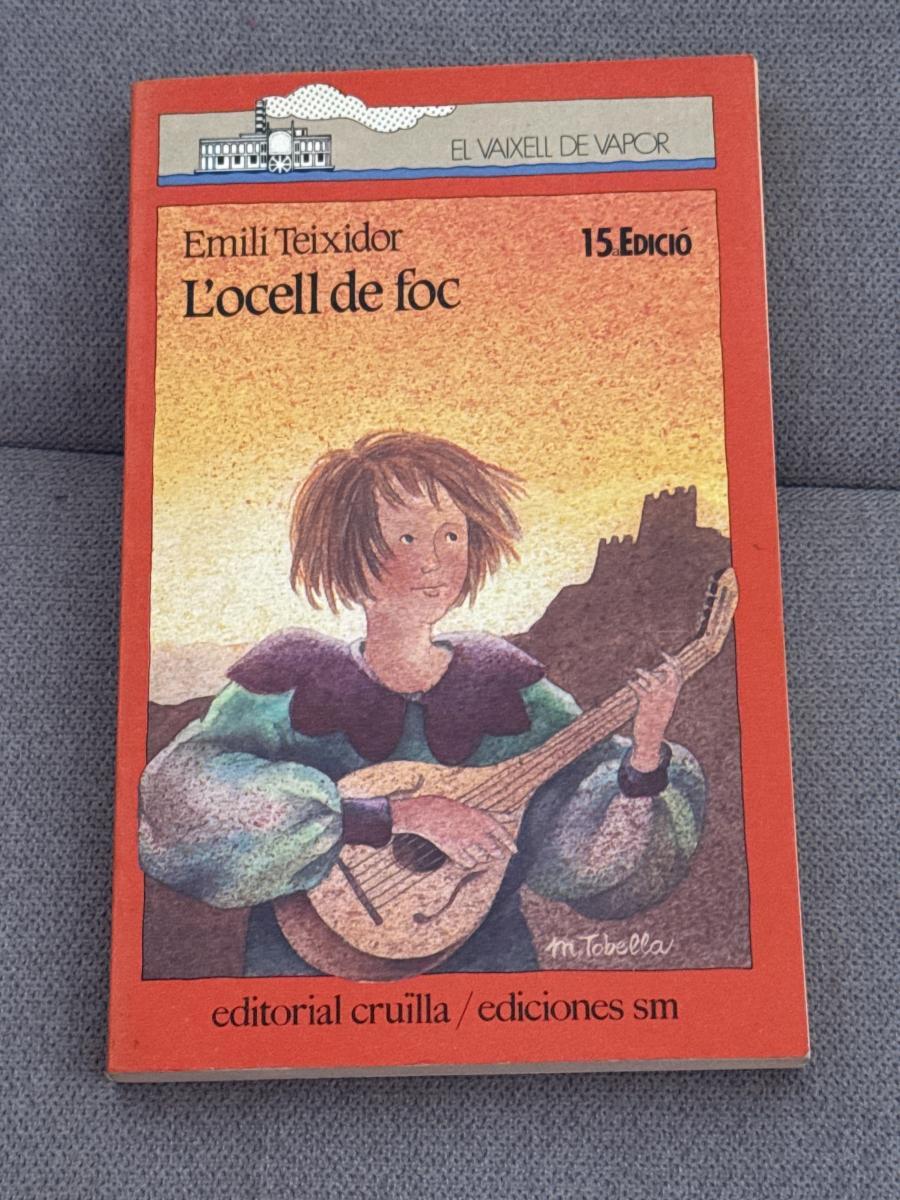 EL VAIXELL DE VAPOR
Emili Teixidor
15.a EDICIÓ
L'ocell de foc
M. Tobella
editorial cruïlla / ediciones sm